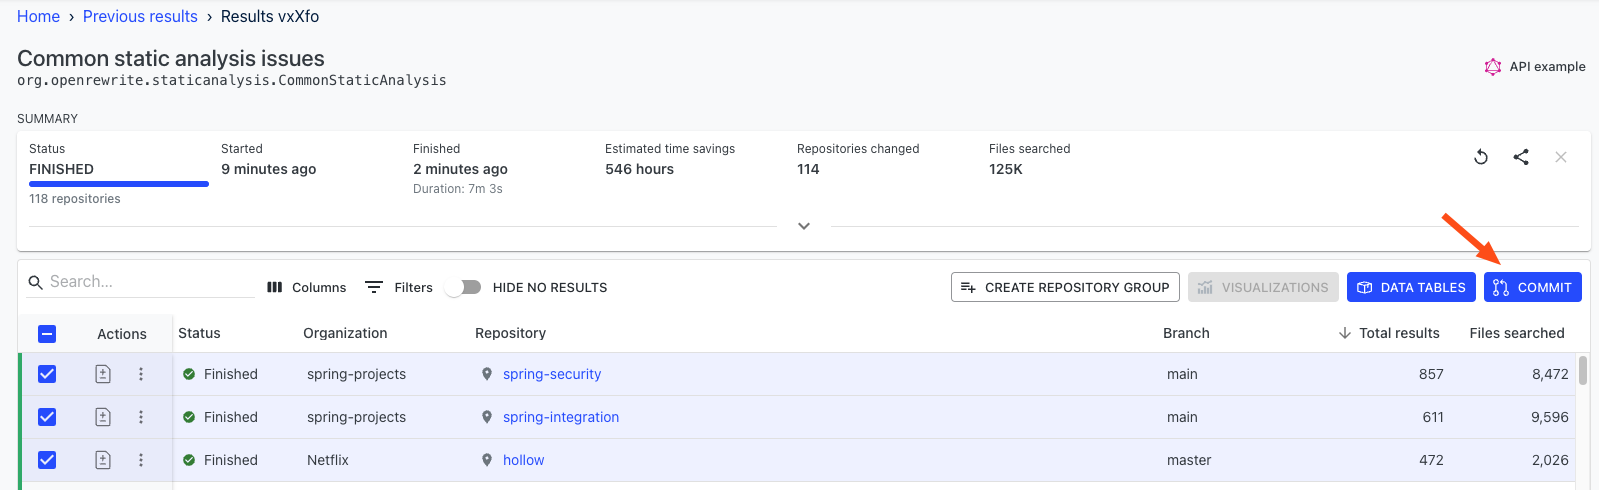 Home › Previous results › Results vxXfo
Common static analysis issues
org.openrewrite.staticanalysis.CommonStaticAnalysis
API example
SUMMARY
Status Started Finished Estimated time savings Repositories changed Files searched
FINISHED 9 minutes ago 2 minutes ago 546 hours 114 125K
Duration: 7m 3s
118 repositories
Search... Columns Filters HIDE NO RESULTS CREATE REPOSITORY GROUP VISUALIZATIONS DATA TABLES COMMIT
Actions Status Organization Repository Branch Total results Files searched
Finished spring-projects spring-security main 857 8,472
Finished spring-projects spring-integration main 611 9,596
Finished Netflix hollow master 472 2,026